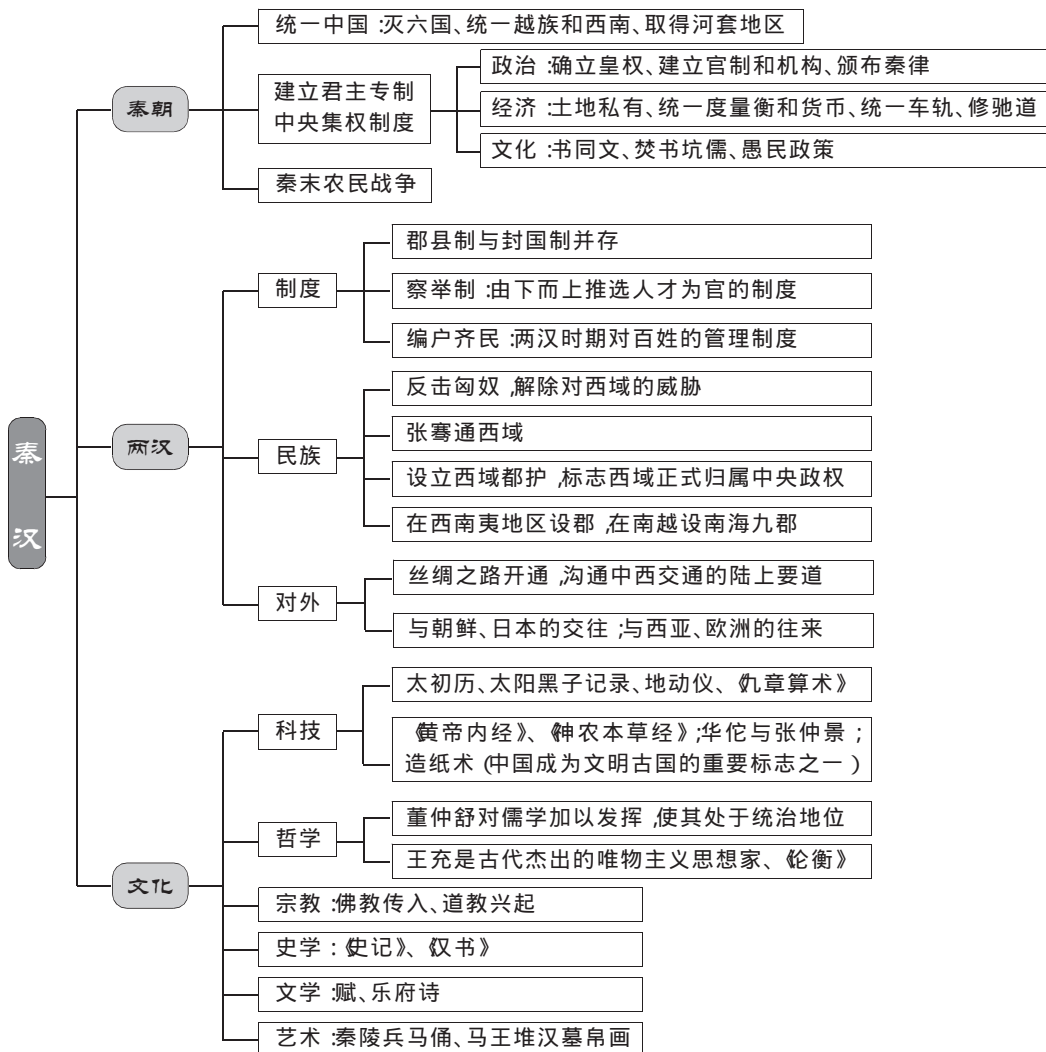 秦汉
秦朝
统一中国:灭六国、统一越族和西南、取得河套地区
建立君主专制
中央集权制度
政治:确立皇权、建立官制和机构、颁布秦律
经济:土地私有、统一度量衡和货币、统一车轨、修驰道
文化:书同文、焚书坑儒、愚民政策
秦末农民战争
两汉
制度
郡县制与封国制并存
察举制:由下而上推选人才为官的制度
编户齐民:两汉时期对百姓的管理制度
民族
反击匈奴,解除对西域的威胁
张骞通西域
设立西域都护,标志西域正式归属中央政权
在西南夷地区设郡,在南越设南海九郡
对外
丝绸之路开通,沟通中西交通的陆上要道
与朝鲜、日本的交往;与西亚、欧洲的往来
文化
科技
太初历、太阳黑子记录、地动仪、《九章算术》
《黄帝内经》、《神农本草经》;华佗与张仲景;
造纸术(中国成为文明古国的重要标志之一)
哲学
董仲舒对儒学加以发挥,使其处于统治地位
王充是古代杰出的唯物主义思想家、《论衡》
宗教:佛教传入、道教兴起
史学:《史记》、《汉书》
文学:赋、乐府诗
艺术:秦陵兵马俑、马王堆汉墓帛画